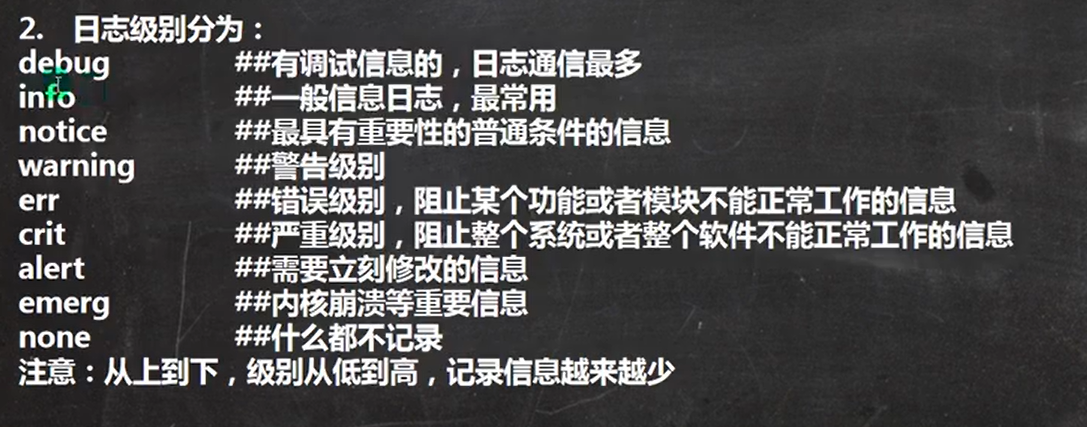 2. 日志级别分为：
debug ##有调试信息的，日志通信最多
info ##一般信息日志，最常用
notice ##最具有重要性的普通条件的信息
warning ##警告级别
err ##错误级别，阻止某个功能或者模块不能正常工作的信息
crit ##严重级别，阻止整个系统或者整个软件不能正常工作的信息
alert ##需要立刻修改的信息
emerg ##内核崩溃等重要信息
none ##什么都不记录
注意：从上到下，级别从低到高，记录信息越来越少